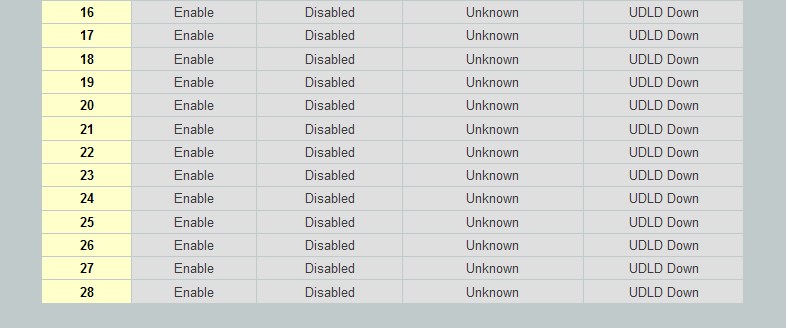 16 Enable Disabled Unknown UDLD Down
17 Enable Disabled Unknown UDLD Down
18 Enable Disabled Unknown UDLD Down
19 Enable Disabled Unknown UDLD Down
20 Enable Disabled Unknown UDLD Down
21 Enable Disabled Unknown UDLD Down
22 Enable Disabled Unknown UDLD Down
23 Enable Disabled Unknown UDLD Down
24 Enable Disabled Unknown UDLD Down
25 Enable Disabled Unknown UDLD Down
26 Enable Disabled Unknown UDLD Down
27 Enable Disabled Unknown UDLD Down
28 Enable Disabled Unknown UDLD Down